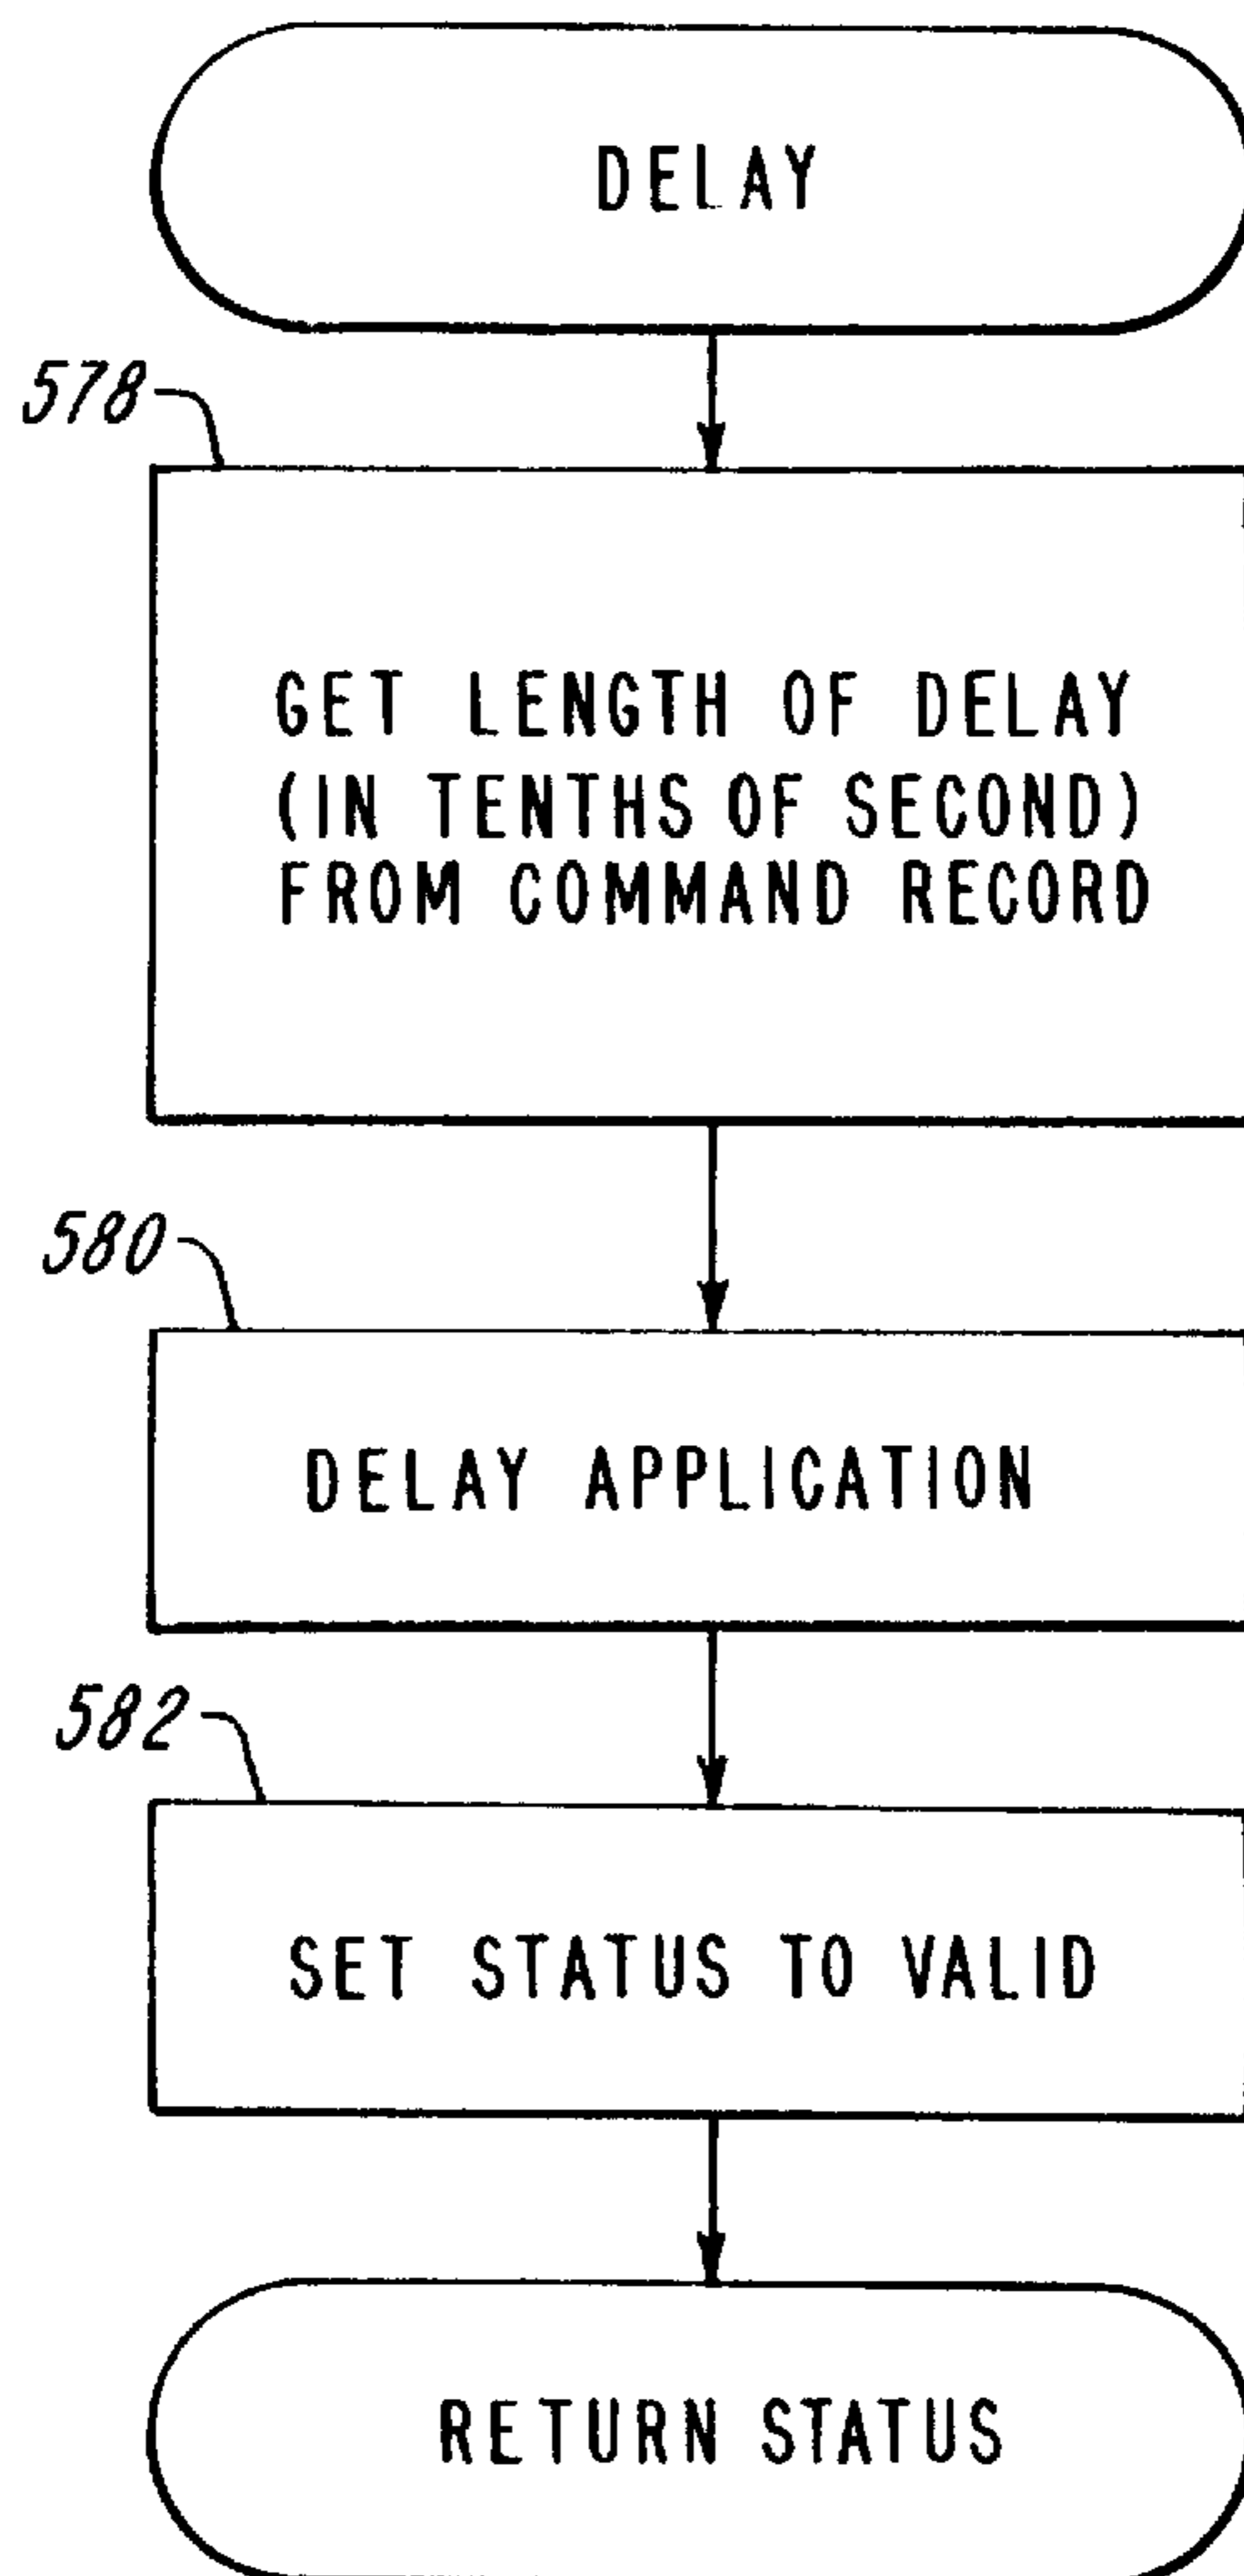 DELAY
578
GET LENGTH OF DELAY
(IN TENTHS OF SECOND)
FROM COMMAND RECORD
580
DELAY APPLICATION
582
SET STATUS TO VALID
RETURN STATUS